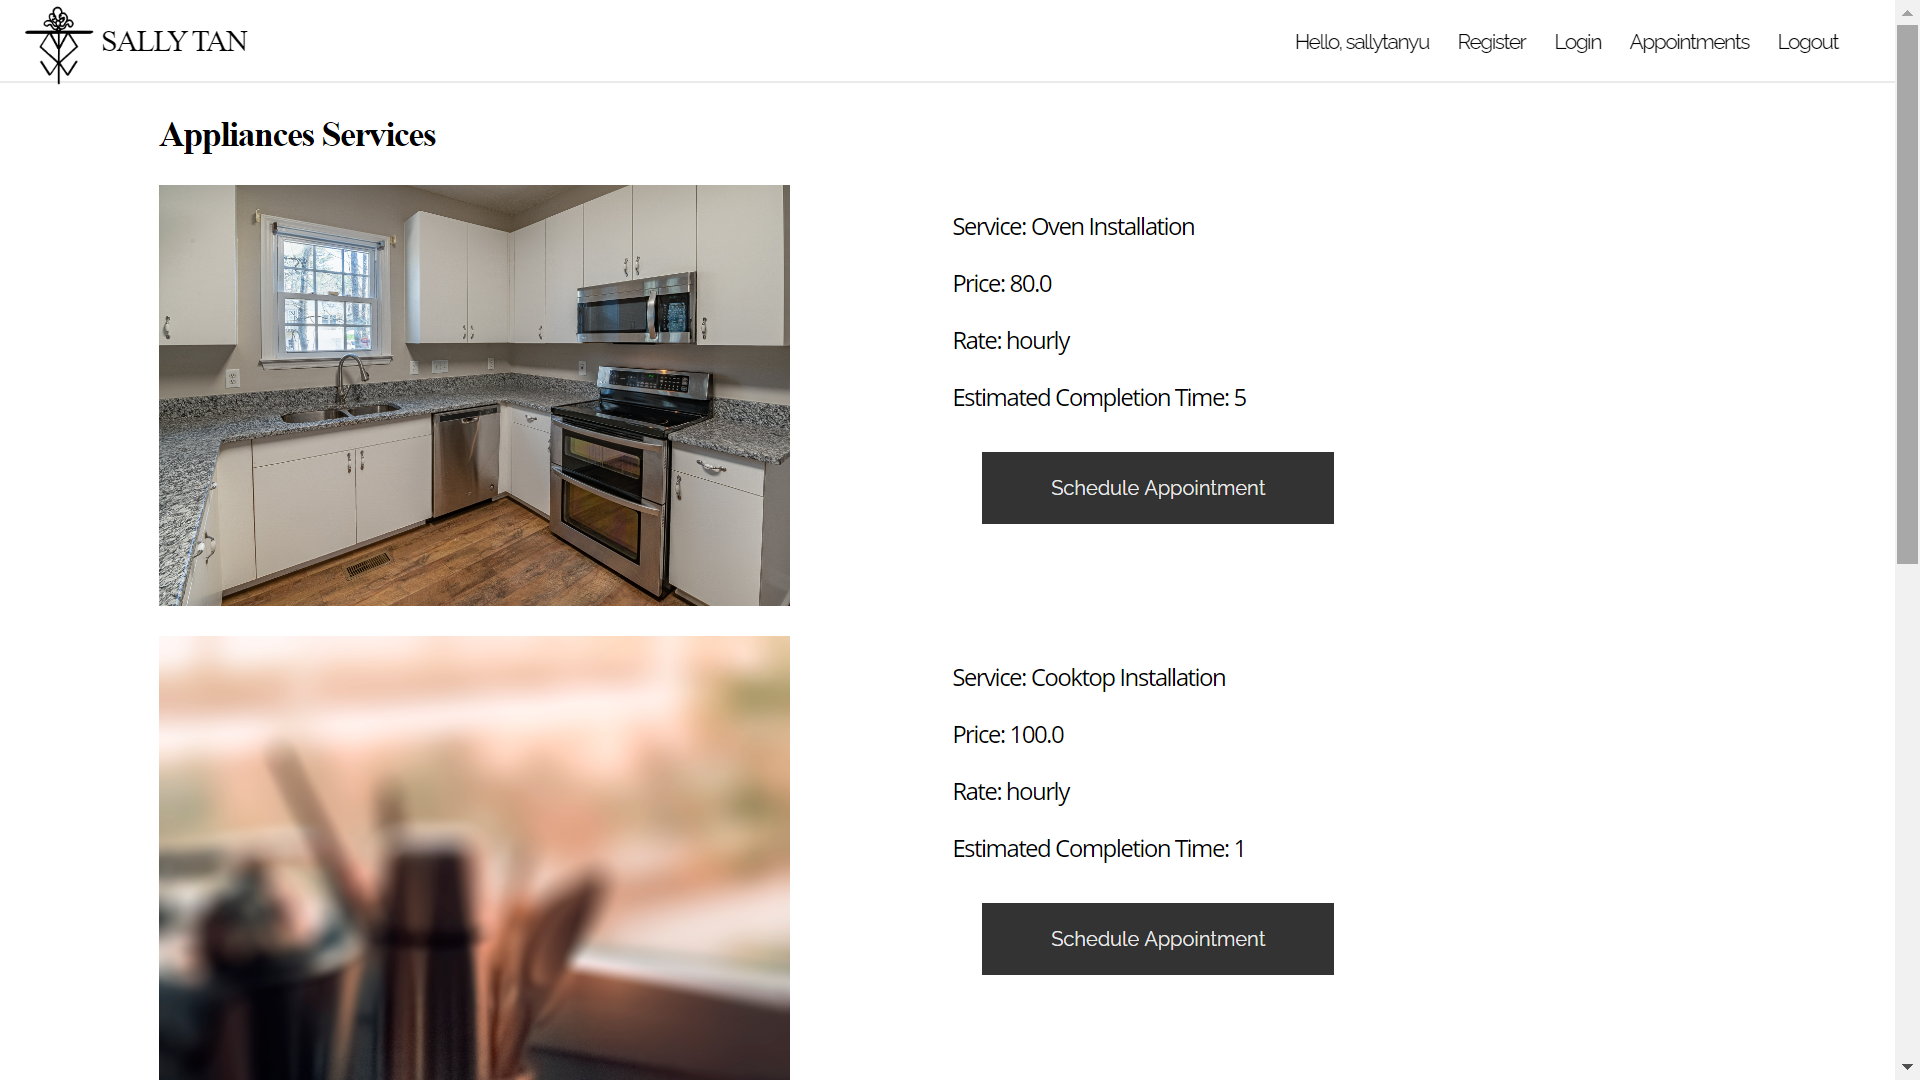 SALLY TAN
Hello, sallytanyu Register Login Appointments Logout
Appliances Services
Service: Oven Installation
Price: 80.0
Rate: hourly
Estimated Completion Time: 5
Schedule Appointment
Service: Cooktop Installation
Price: 100.0
Rate: hourly
Estimated Completion Time: 1
Schedule Appointment